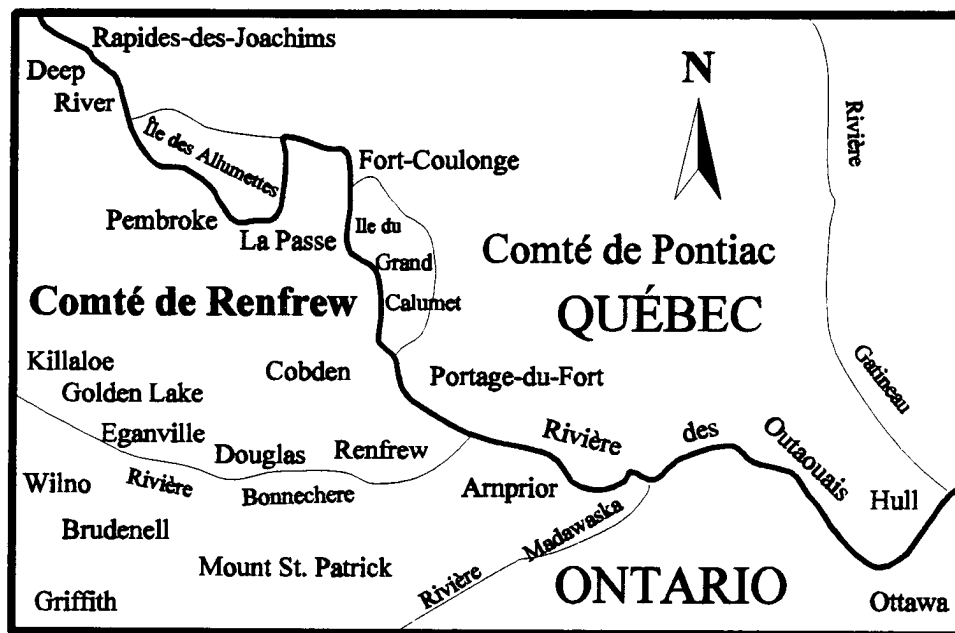 Rapides-des-Joachims
Deep
River
N
Rivière
Île des Allumettes
Fort-Coulonge
Pembroke
La Passe
Ile du
Grand
Calumet
Comté de Pontiac
QUÉBEC
Comté de Renfrew
Killaloe
Golden Lake
Cobden
Portage-du-Fort
Gatineau
Eganville
Douglas
Renfrew
Rivière
des
Outaouais
Wilno
Rivière
Bonnechere
Arnprior
Hull
Brudenell
Madawaska
Mount St. Patrick
Rivière
ONTARIO
Griffith
Ottawa